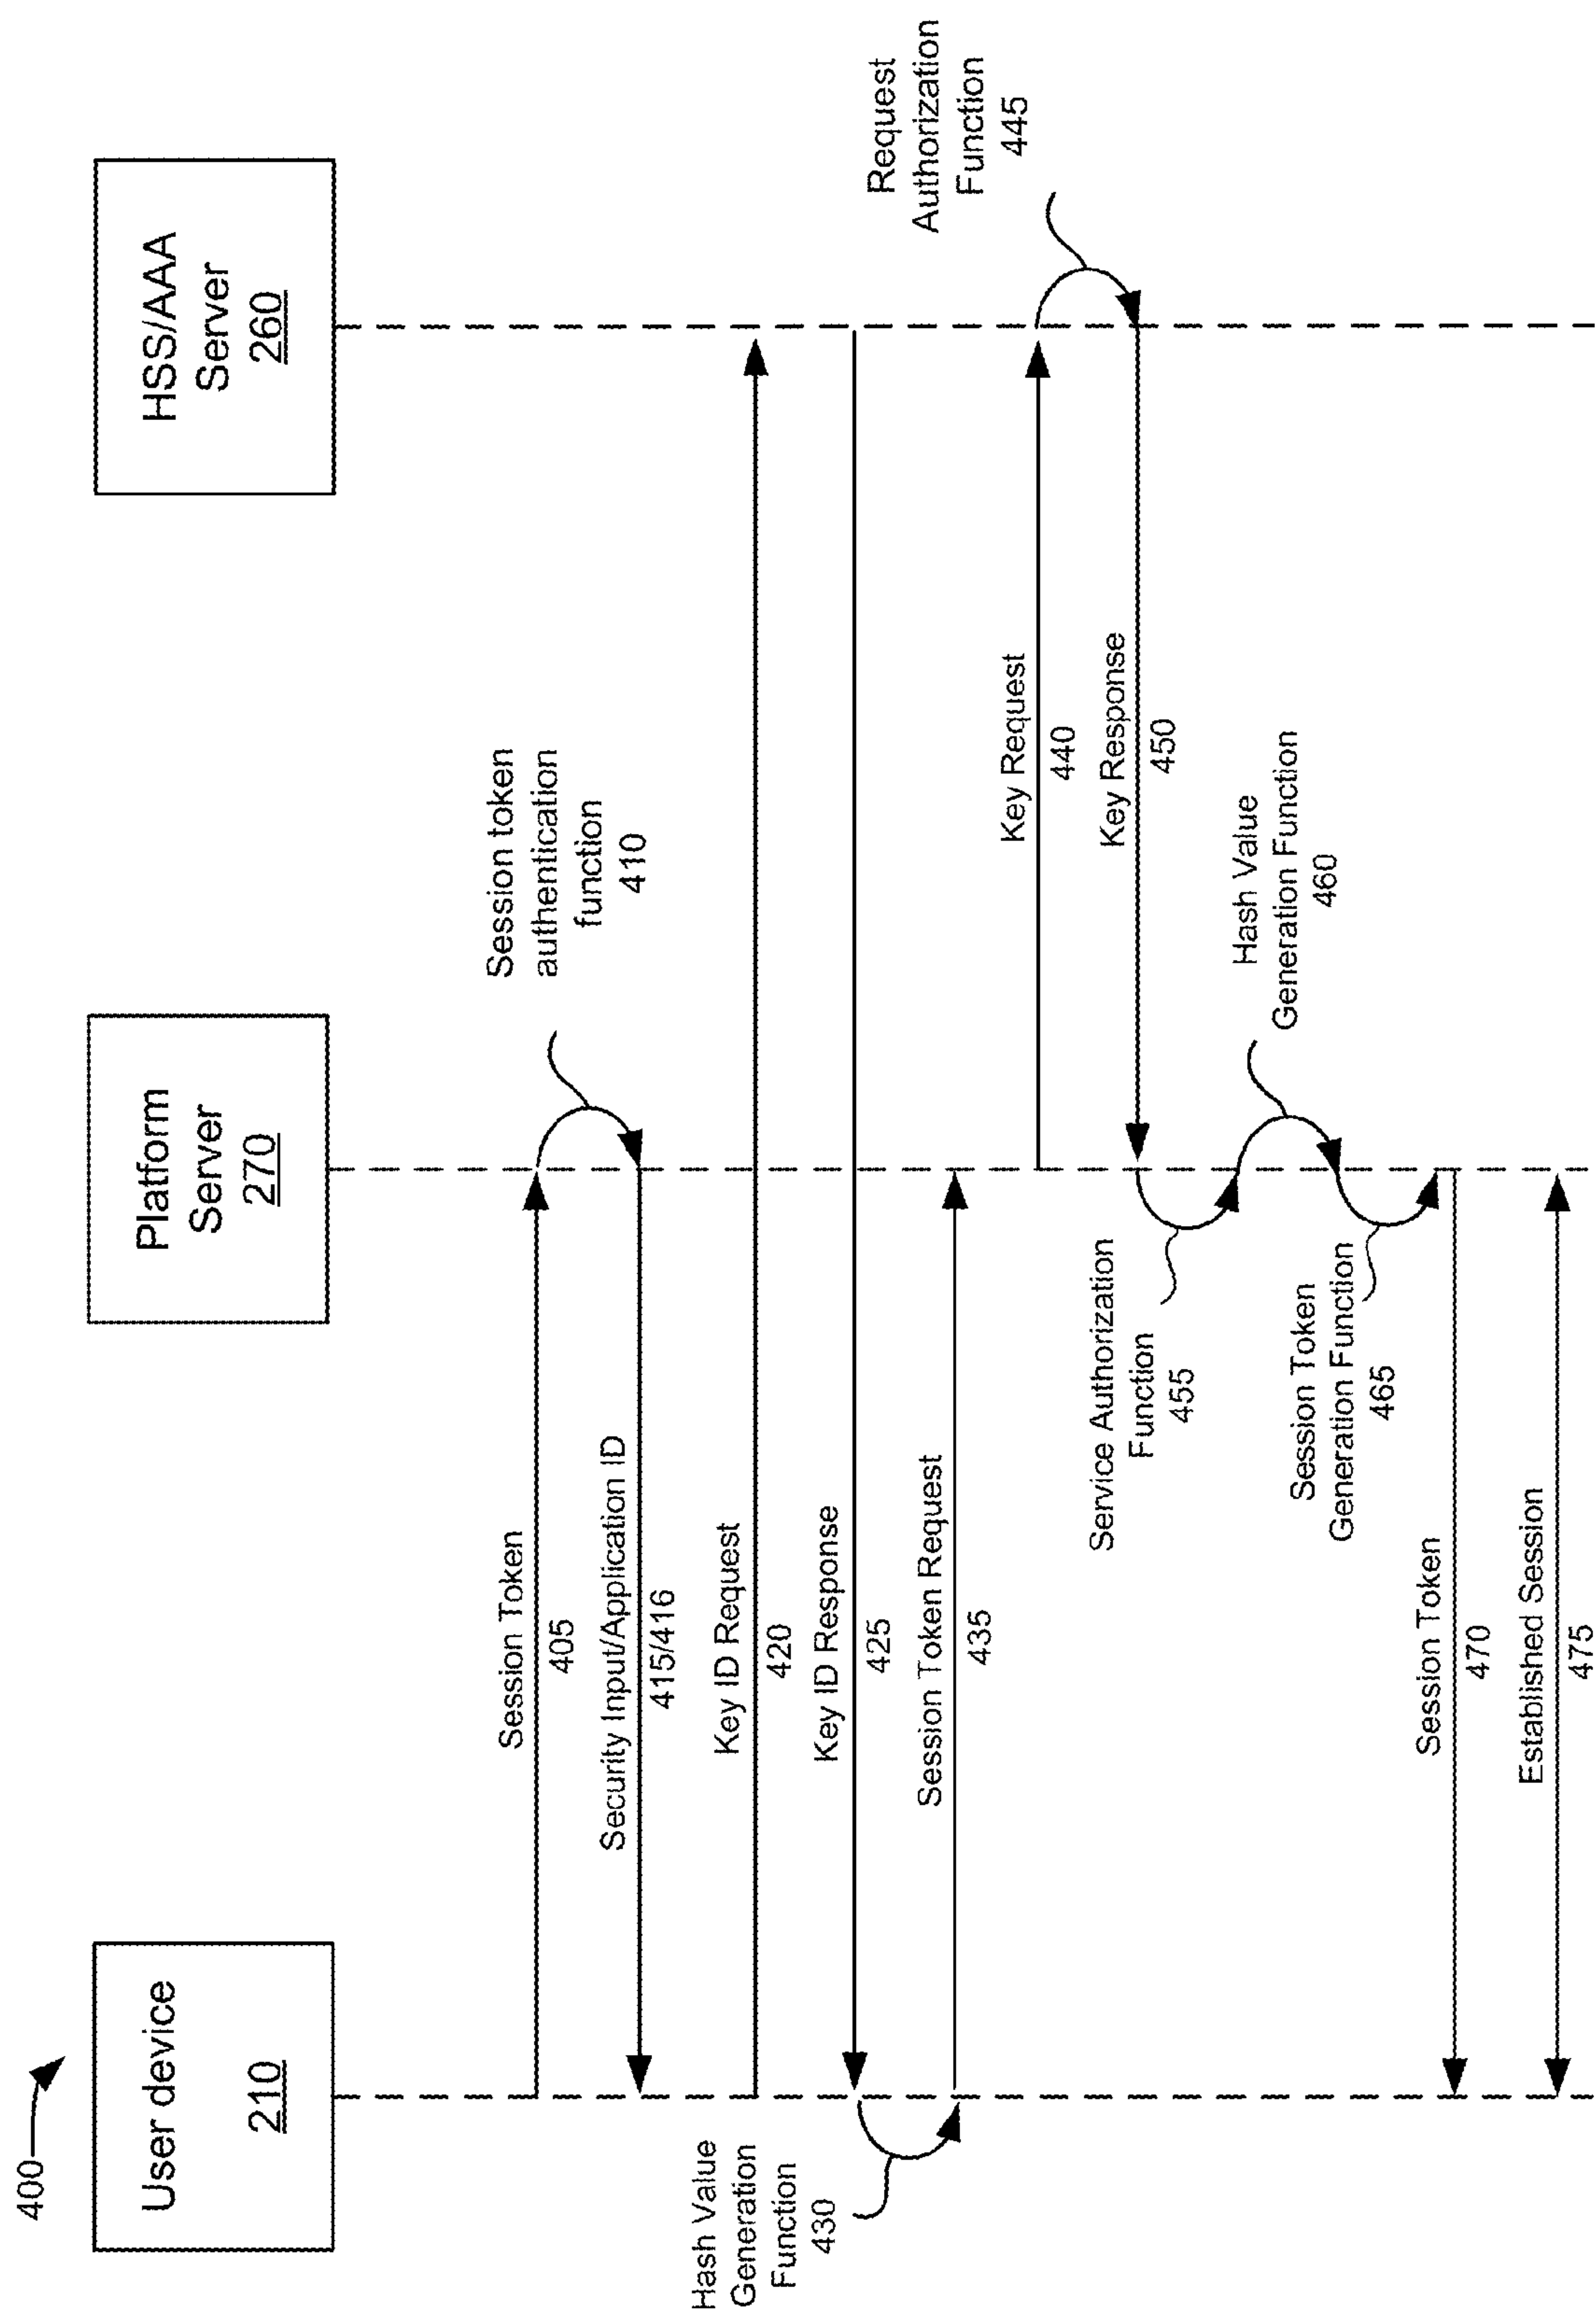 400
User device
210
Platform
Server
270
HSS/AAA
Server
260
Session Token
405
Session token
authentication
function
410
Security Input/Application ID
415/416
Key ID Request
420
Key ID Response
425
Hash Value
Generation
Function
430
Session Token Request
435
Key Request
440
Request
Authorization
Function
445
Key Response
450
Service Authorization
Function
455
Hash Value
Generation Function
460
Session Token
Generation Function
465
Session Token
470
Established Session
475